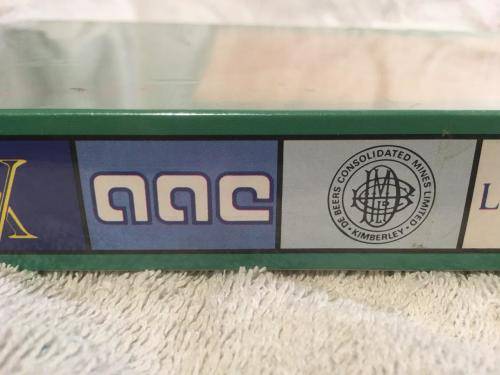 aac
DE BEERS CONSOLIDATED MINES LIMITED
· KIMBERLEY ·
L